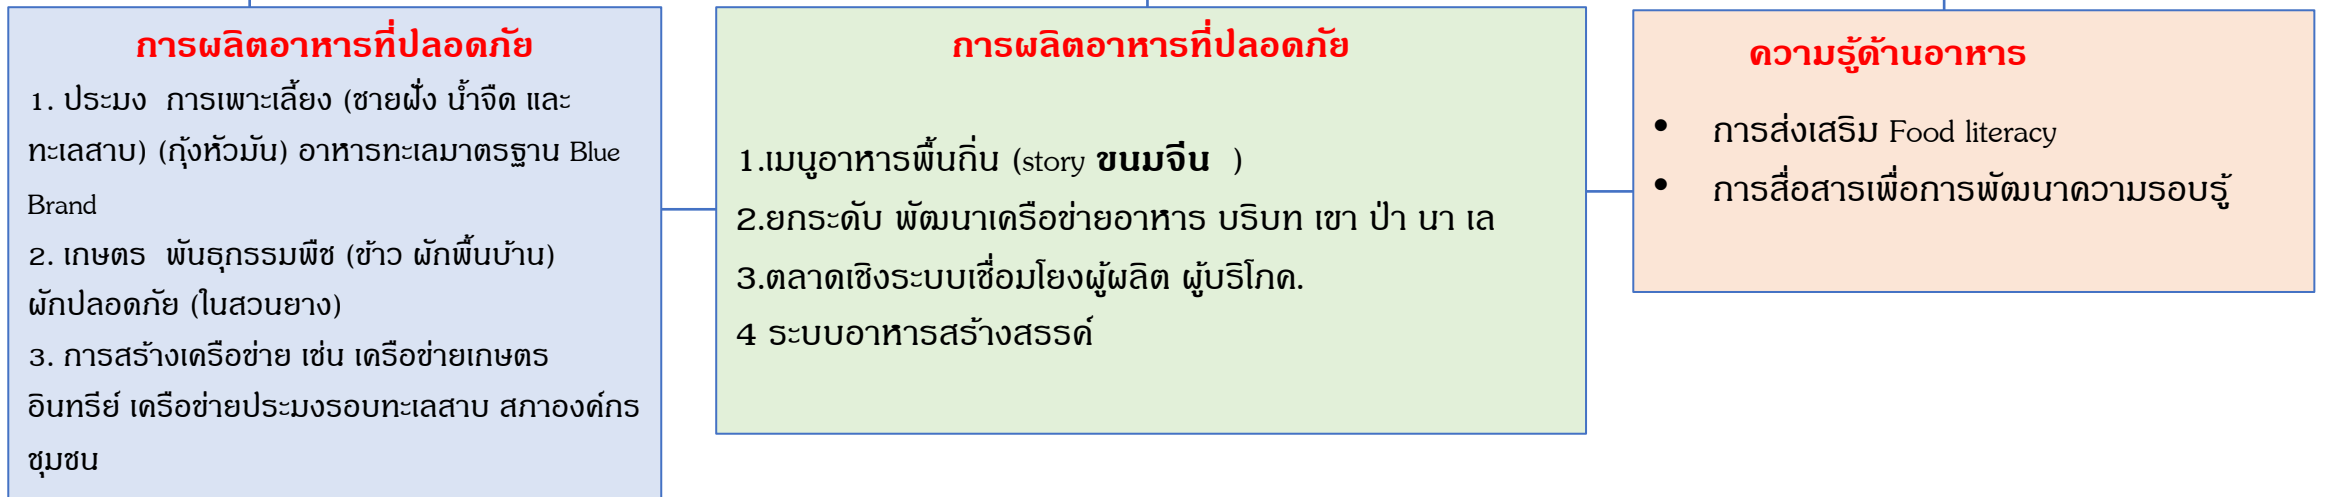 การผลิตอาหารที่ปลอดภัย
1. ประมง การเพาะเลี้ยง (ชายฝั่ง น้ำจืด และ
ทะเลสาบ) (กุ้งหัวมัน) อาหารทะเลมาตรฐาน Blue
Brand
2. เกษตร พันธุกรรมพืช (ข้าว ผักพื้นบ้าน)
ผักปลอดภัย (ในสวนยาง)
3. การสร้างเครือข่าย เช่น เครือข่ายเกษตร
อินทรีย์ เครือข่ายประมงรอบทะเลสาบ สภาองค์กร
ชุมชน
การผลิตอาหารที่ปลอดภัย
1.เมนูอาหารพื้นถิ่น (story ขนมจีน )
2.ยกระดับ พัฒนาเครือข่ายอาหาร บริบท เขา ป่า นา เล
3.ตลาดเชิงระบบเชื่อมโยงผู้ผลิต ผู้บริโภค.
4 ระบบอาหารสร้างสรรค์
ความรู้ด้านอาหาร
• การส่งเสริม Food literacy
• การสื่อสารเพื่อการพัฒนาความรอบรู้